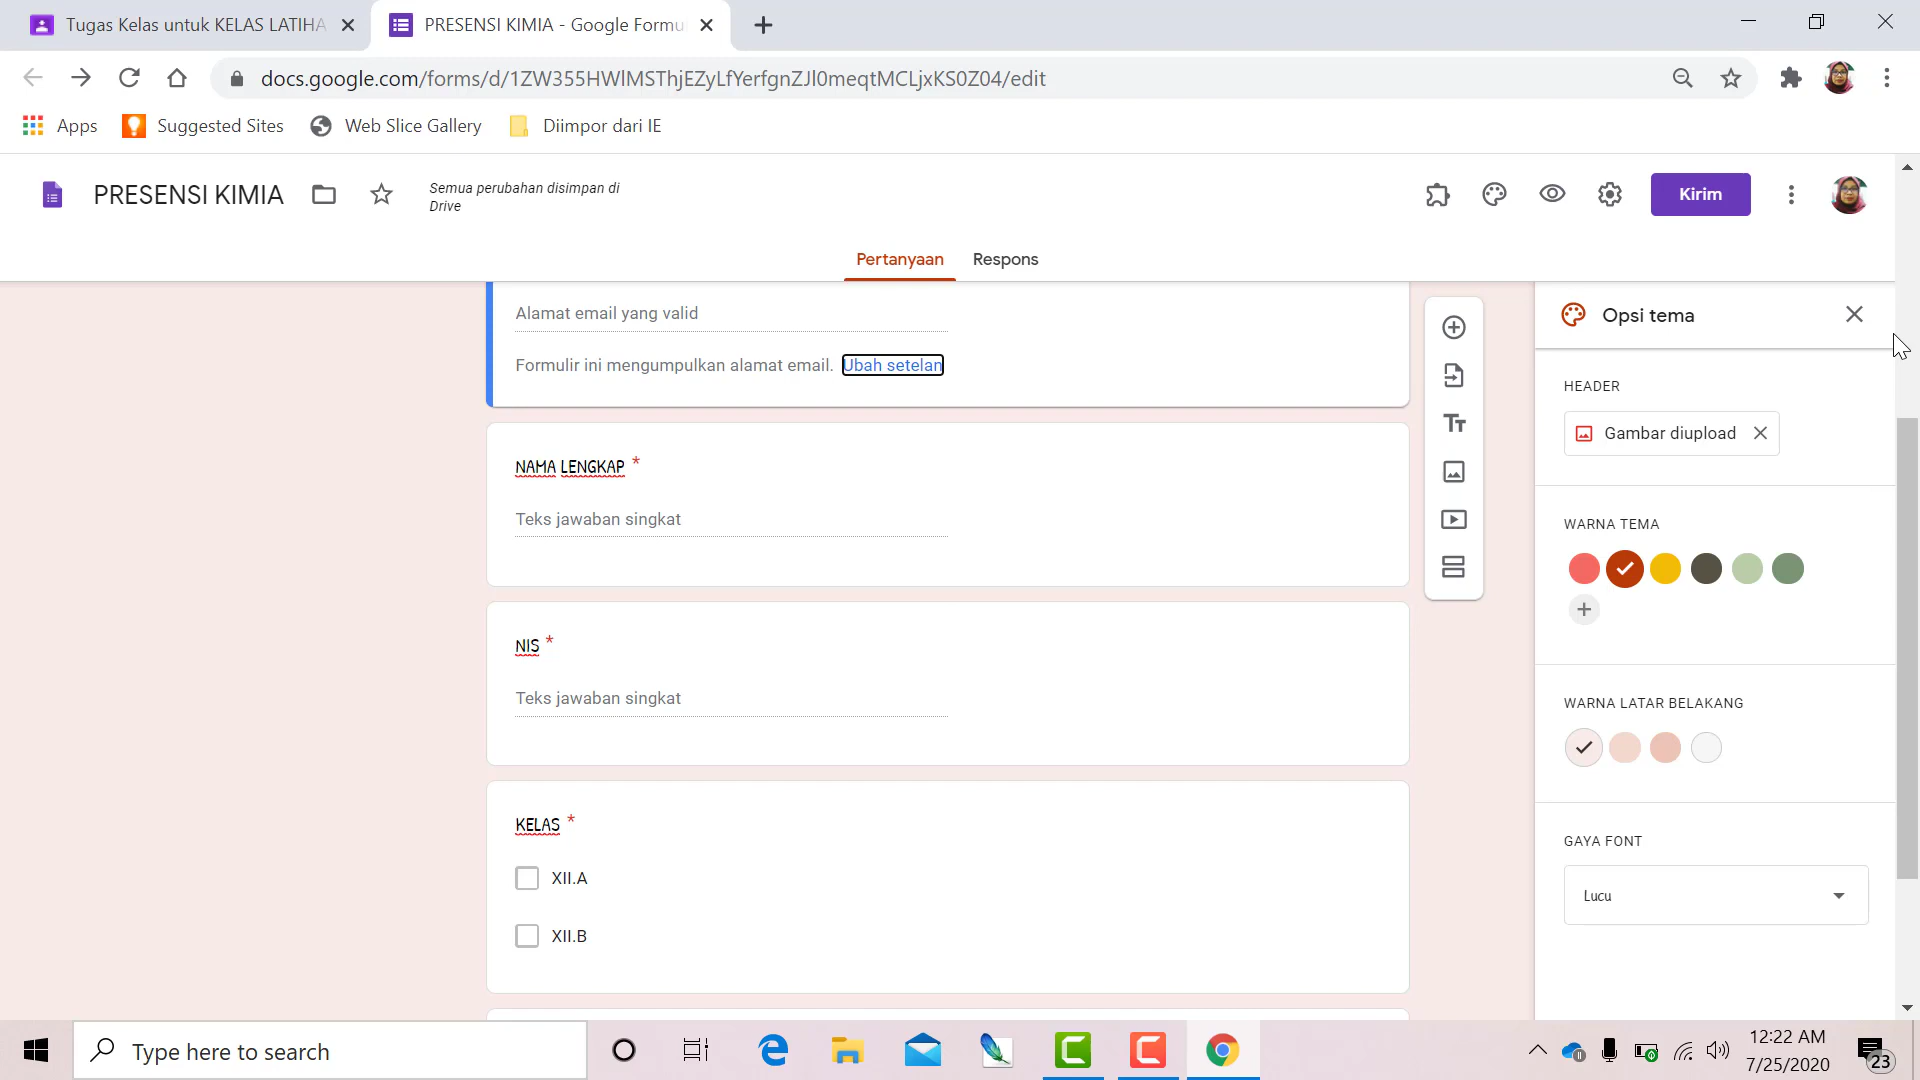 Tugas Kelas untuk KELAS LATIHA
PRESENSI KIMIA - Google Formu
docs.google.com/forms/d/1ZW355HWlMSThjEZyLfYerfgnZJl0meqtMCLjxKS0Z04/edit
Apps
Suggested Sites
Web Slice Gallery
Diimpor dari IE
PRESENSI KIMIA
Semua perubahan disimpan di
Drive
Kirim
Pertanyaan
Respons
Alamat email yang valid
Formulir ini mengumpulkan alamat email. Ubah setelan
NAMA LENGKAP *
Teks jawaban singkat
NIS *
Teks jawaban singkat
KELAS *
XII.A
XII.B
Opsi tema
HEADER
Gambar diupload
WARNA TEMA
WARNA LATAR BELAKANG
GAYA FONT
Lucu
Type here to search
12:22 AM
7/25/2020
23